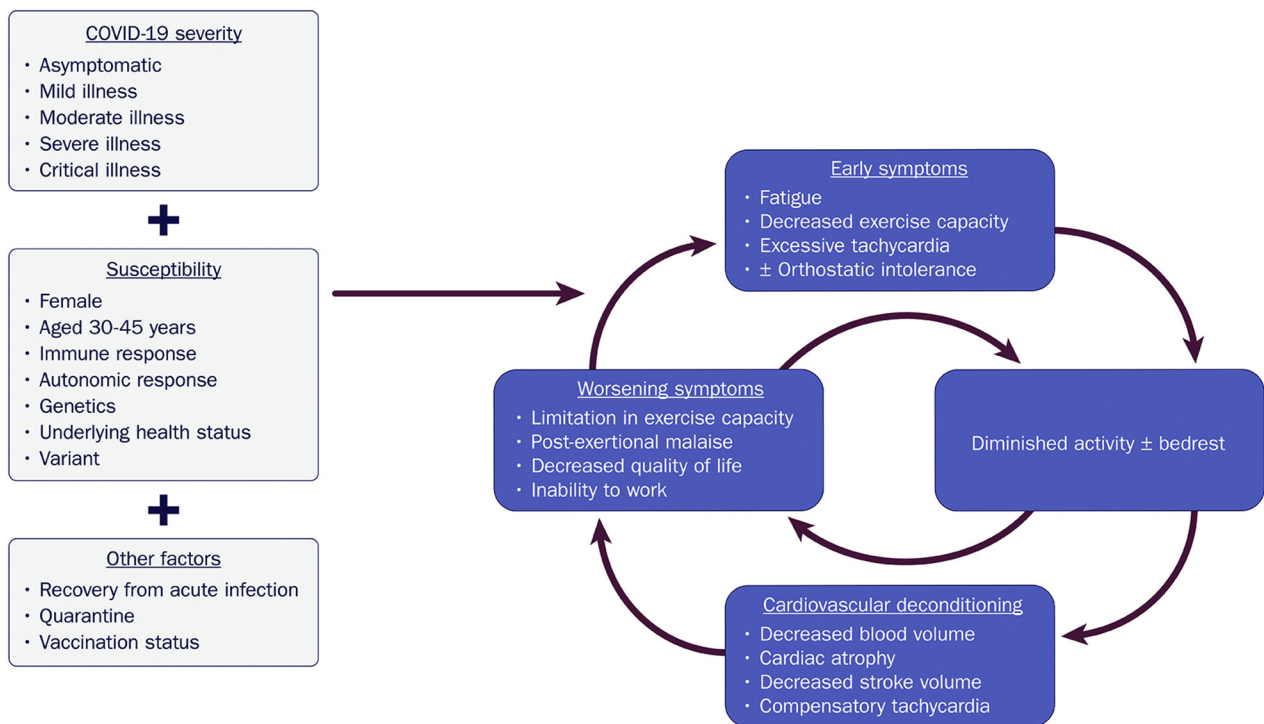 COVID-19 severity
• Asymptomatic
• Mild illness
• Moderate illness
• Severe illness
• Critical illness
+
Susceptibility
• Female
• Aged 30-45 years
• Immune response
• Autonomic response
• Genetics
• Underlying health status
• Variant
+
Other factors
• Recovery from acute infection
• Quarantine
• Vaccination status
Early symptoms
• Fatigue
• Decreased exercise capacity
• Excessive tachycardia
• ± Orthostatic intolerance
Worsening symptoms
• Limitation in exercise capacity
• Post-exertional malaise
• Decreased quality of life
• Inability to work
Diminished activity ± bedrest
Cardiovascular deconditioning
• Decreased blood volume
• Cardiac atrophy
• Decreased stroke volume
• Compensatory tachycardia